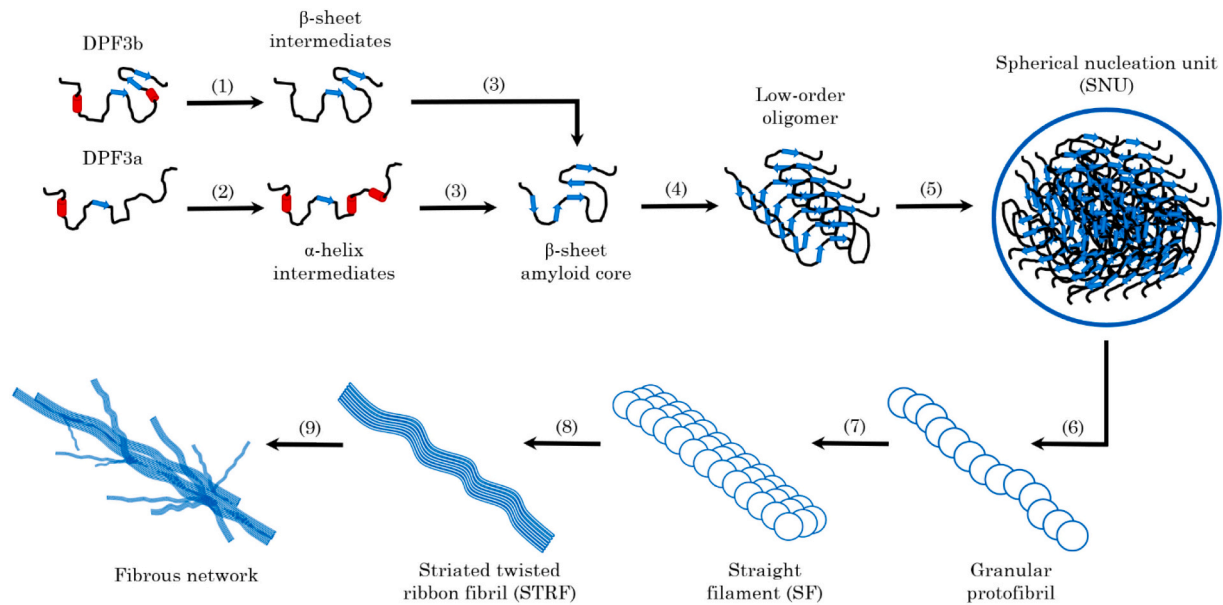 DPF3b
(1)
β-sheet
intermediates
(3)
DPF3a
(2)
α-helix
intermediates
(3)
β-sheet
amyloid core
(4)
Low-order
oligomer
(5)
Spherical nucleation unit
(SNU)
(6)
Granular
protofibril
(7)
Straight
filament (SF)
(8)
Striated twisted
ribbon fibril (STRF)
(9)
Fibrous network